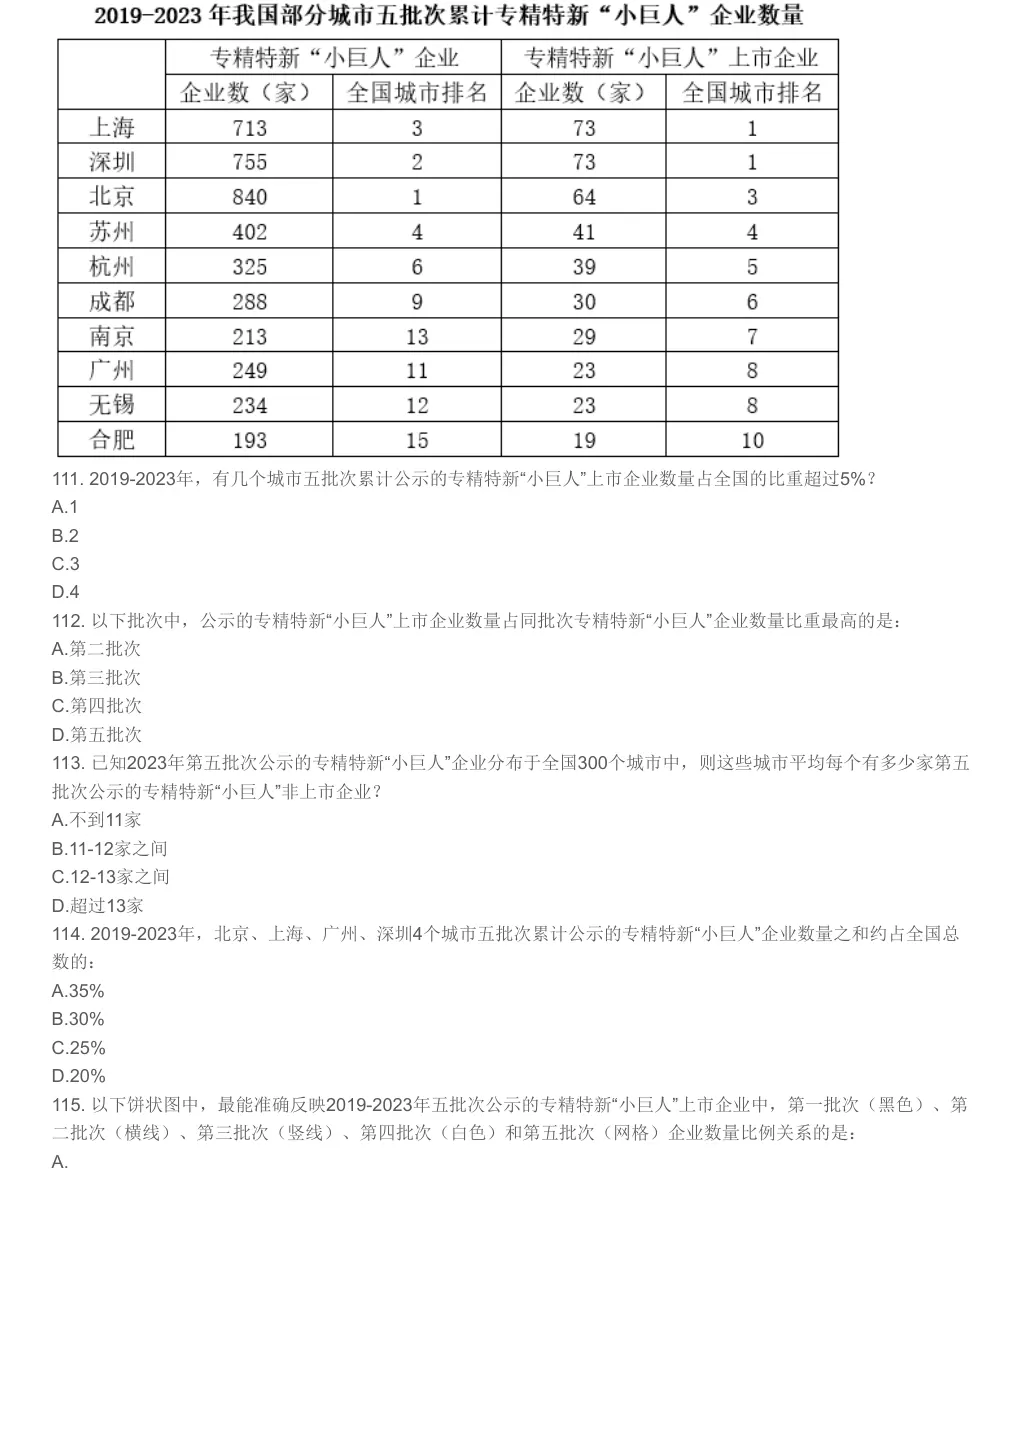 2019-2023 年我国部分城市五批次累计专精特新“小巨人”企业数量
专精特新“小巨人”企业 专精特新“小巨人”上市企业
企业数（家） 全国城市排名 企业数（家） 全国城市排名
上海 713 3 73 1
深圳 755 2 73 1
北京 840 1 64 3
苏州 402 4 41 4
杭州 325 6 39 5
成都 288 9 30 6
南京 213 13 29 7
广州 249 11 23 8
无锡 234 12 23 8
合肥 193 15 19 10
111. 2019-2023年，有几个城市五批次累计公示的专精特新“小巨人”上市企业数量占全国的比重超过5%？
A.1
B.2
C.3
D.4
112. 以下批次中，公示的专精特新“小巨人”上市企业数量占同批次专精特新“小巨人”企业数量比重最高的是：
A.第二批次
B.第三批次
C.第四批次
D.第五批次
113. 已知2023年第五批次公示的专精特新“小巨人”企业分布于全国300个城市中，则这些城市平均每个有多少家第五
批次公示的专精特新“小巨人”非上市企业？
A.不到11家
B.11-12家之间
C.12-13家之间
D.超过13家
114. 2019-2023年，北京、上海、广州、深圳4个城市五批次累计公示的专精特新“小巨人”企业数量之和约占全国总
数的：
A.35%
B.30%
C.25%
D.20%
115. 以下饼状图中，最能准确反映2019-2023年五批次公示的专精特新“小巨人”上市企业中，第一批次（黑色）、第
二批次（横线）、第三批次（竖线）、第四批次（白色）和第五批次（网格）企业数量比例关系的是：
A.